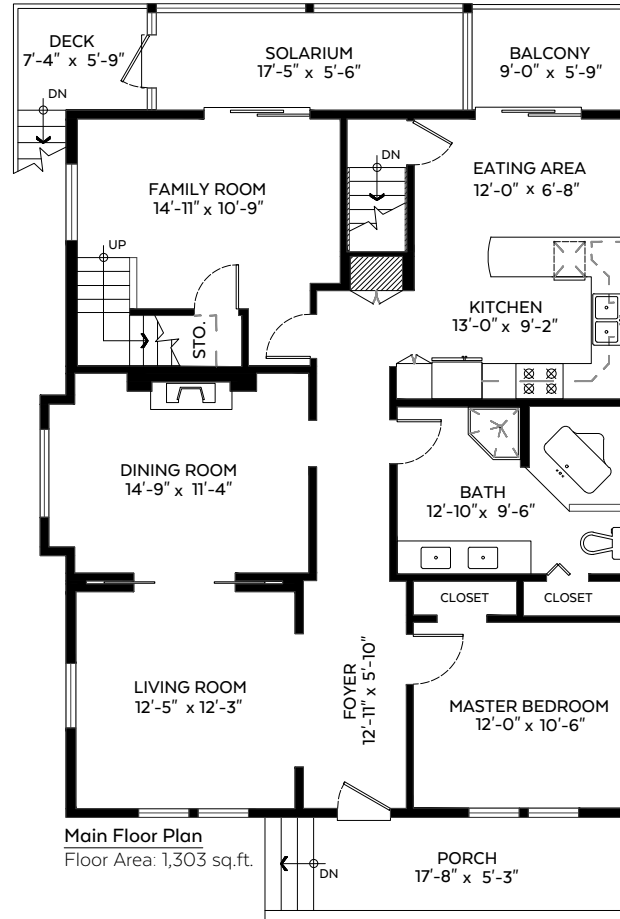 DECK
7'-4" x 5'-9"
SOLARIUM
17'-5" x 5'-6"
BALCONY
9'-0" x 5'-9"
DN
DN
FAMILY ROOM
14'-11" x 10'-9"
EATING AREA
12'-0" x 6'-8"
UP
STO.
KITCHEN
13'-0" x 9'-2"
DINING ROOM
14'-9" x 11'-4"
BATH
12'-10" x 9'-6"
CLOSET
CLOSET
LIVING ROOM
12'-5" x 12'-3"
FOYER
12'-11" x 5'-10"
MASTER BEDROOM
12'-0" x 10'-6"
Main Floor Plan
Floor Area: 1,303 sq.ft.
DN
PORCH
17'-8" x 5'-3"